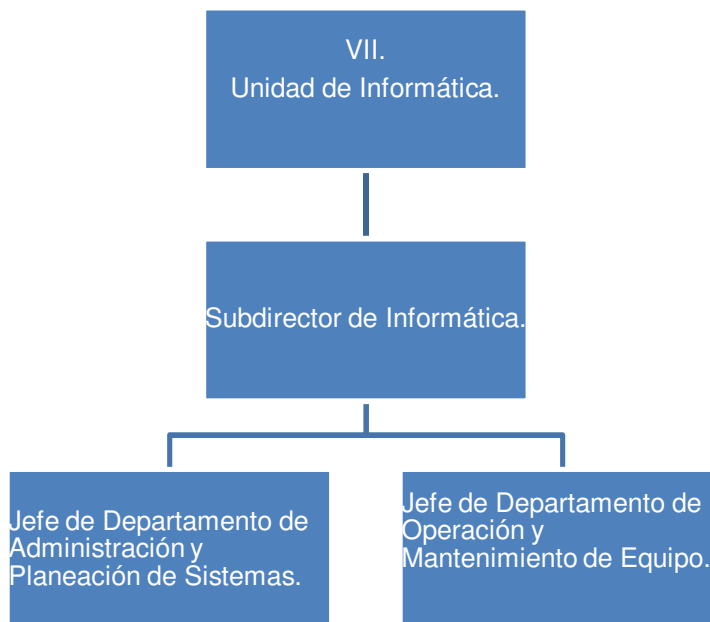 VII.
Unidad de Informática.
Subdirector de Informática.
Jefe de Departamento de
Administración y
Planeación de Sistemas.
Jefe de Departamento de
Operación y
Mantenimiento de Equipo.